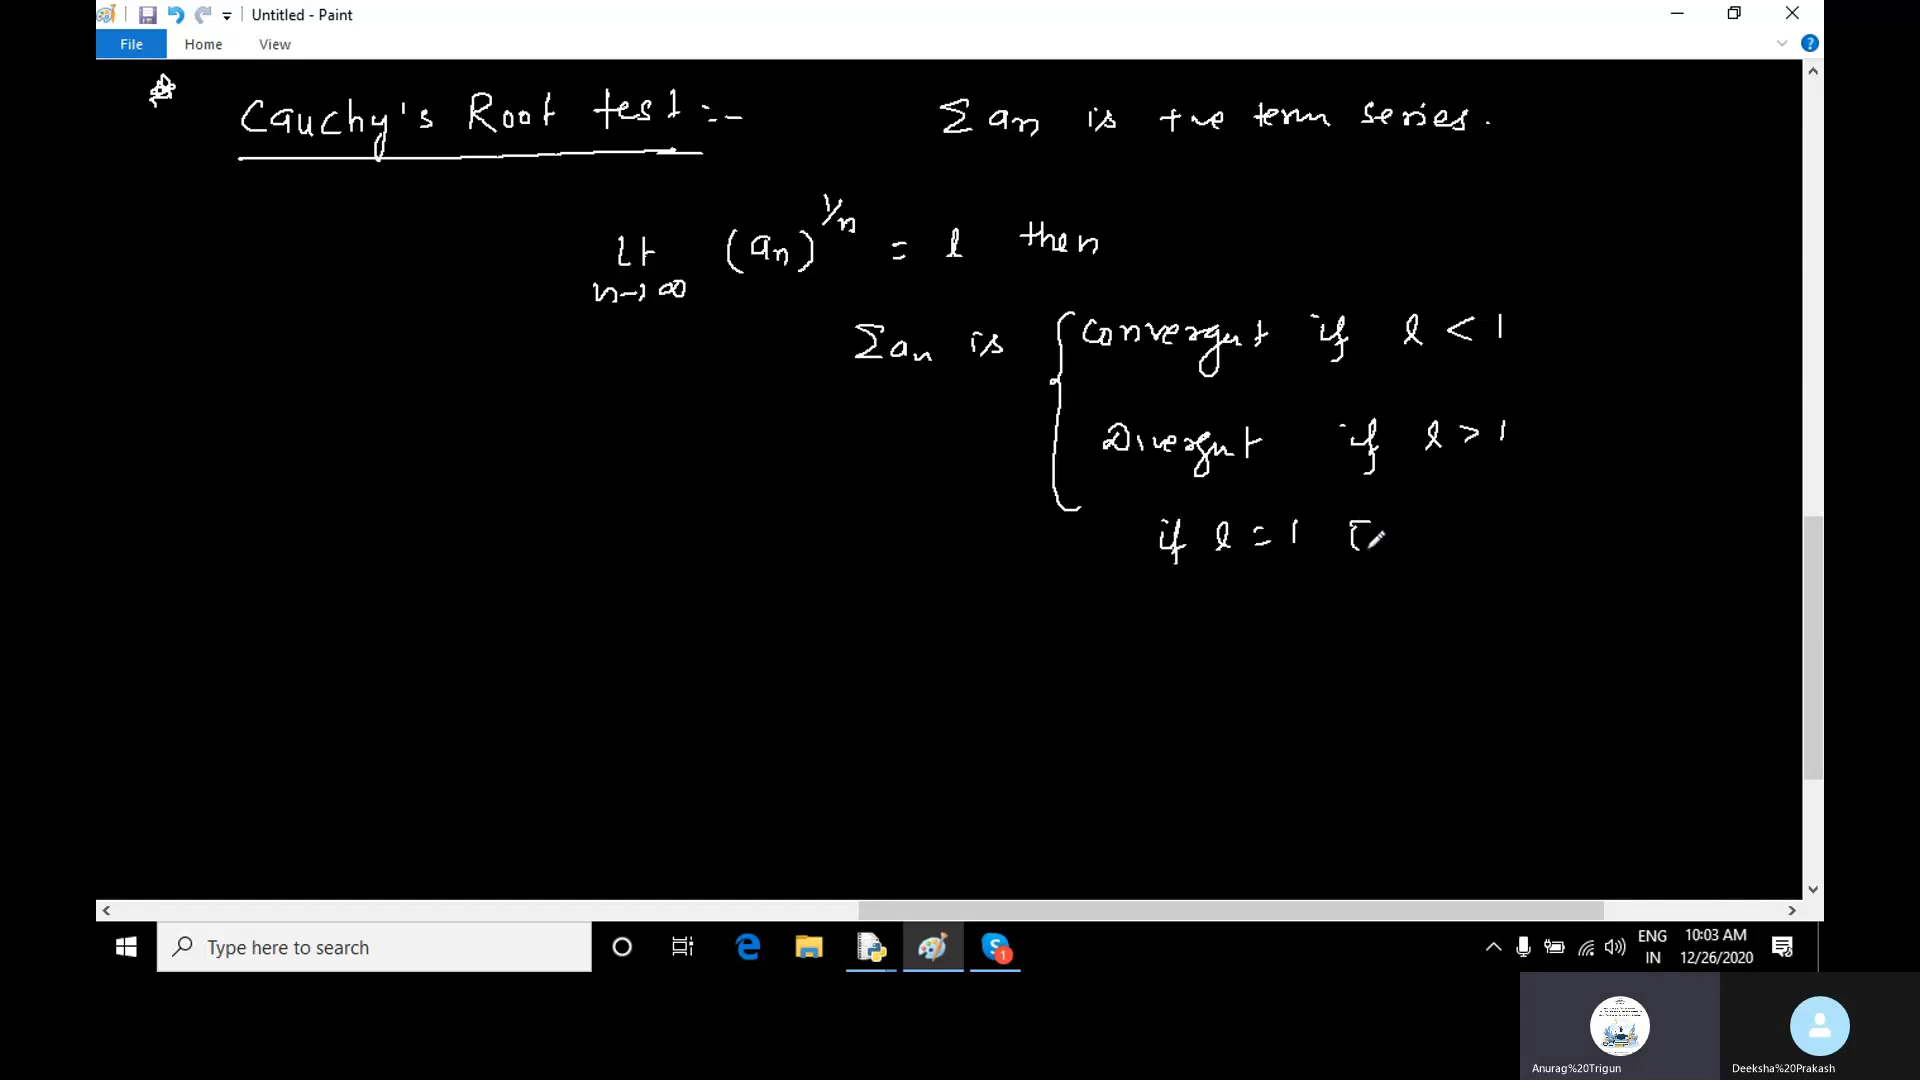 Untitled - Paint
File Home View
Cauchy's Root test :-
Σ an is +ve term series.
Lt (an)^1/n = l then
n→∞
Σan is { Convergent if l < 1
Divergent if l > 1
if l = 1
Type here to search
1
ENG
IN
10:03 AM
12/26/2020
Anurag%20Trigun
Deeksha%20Prakash